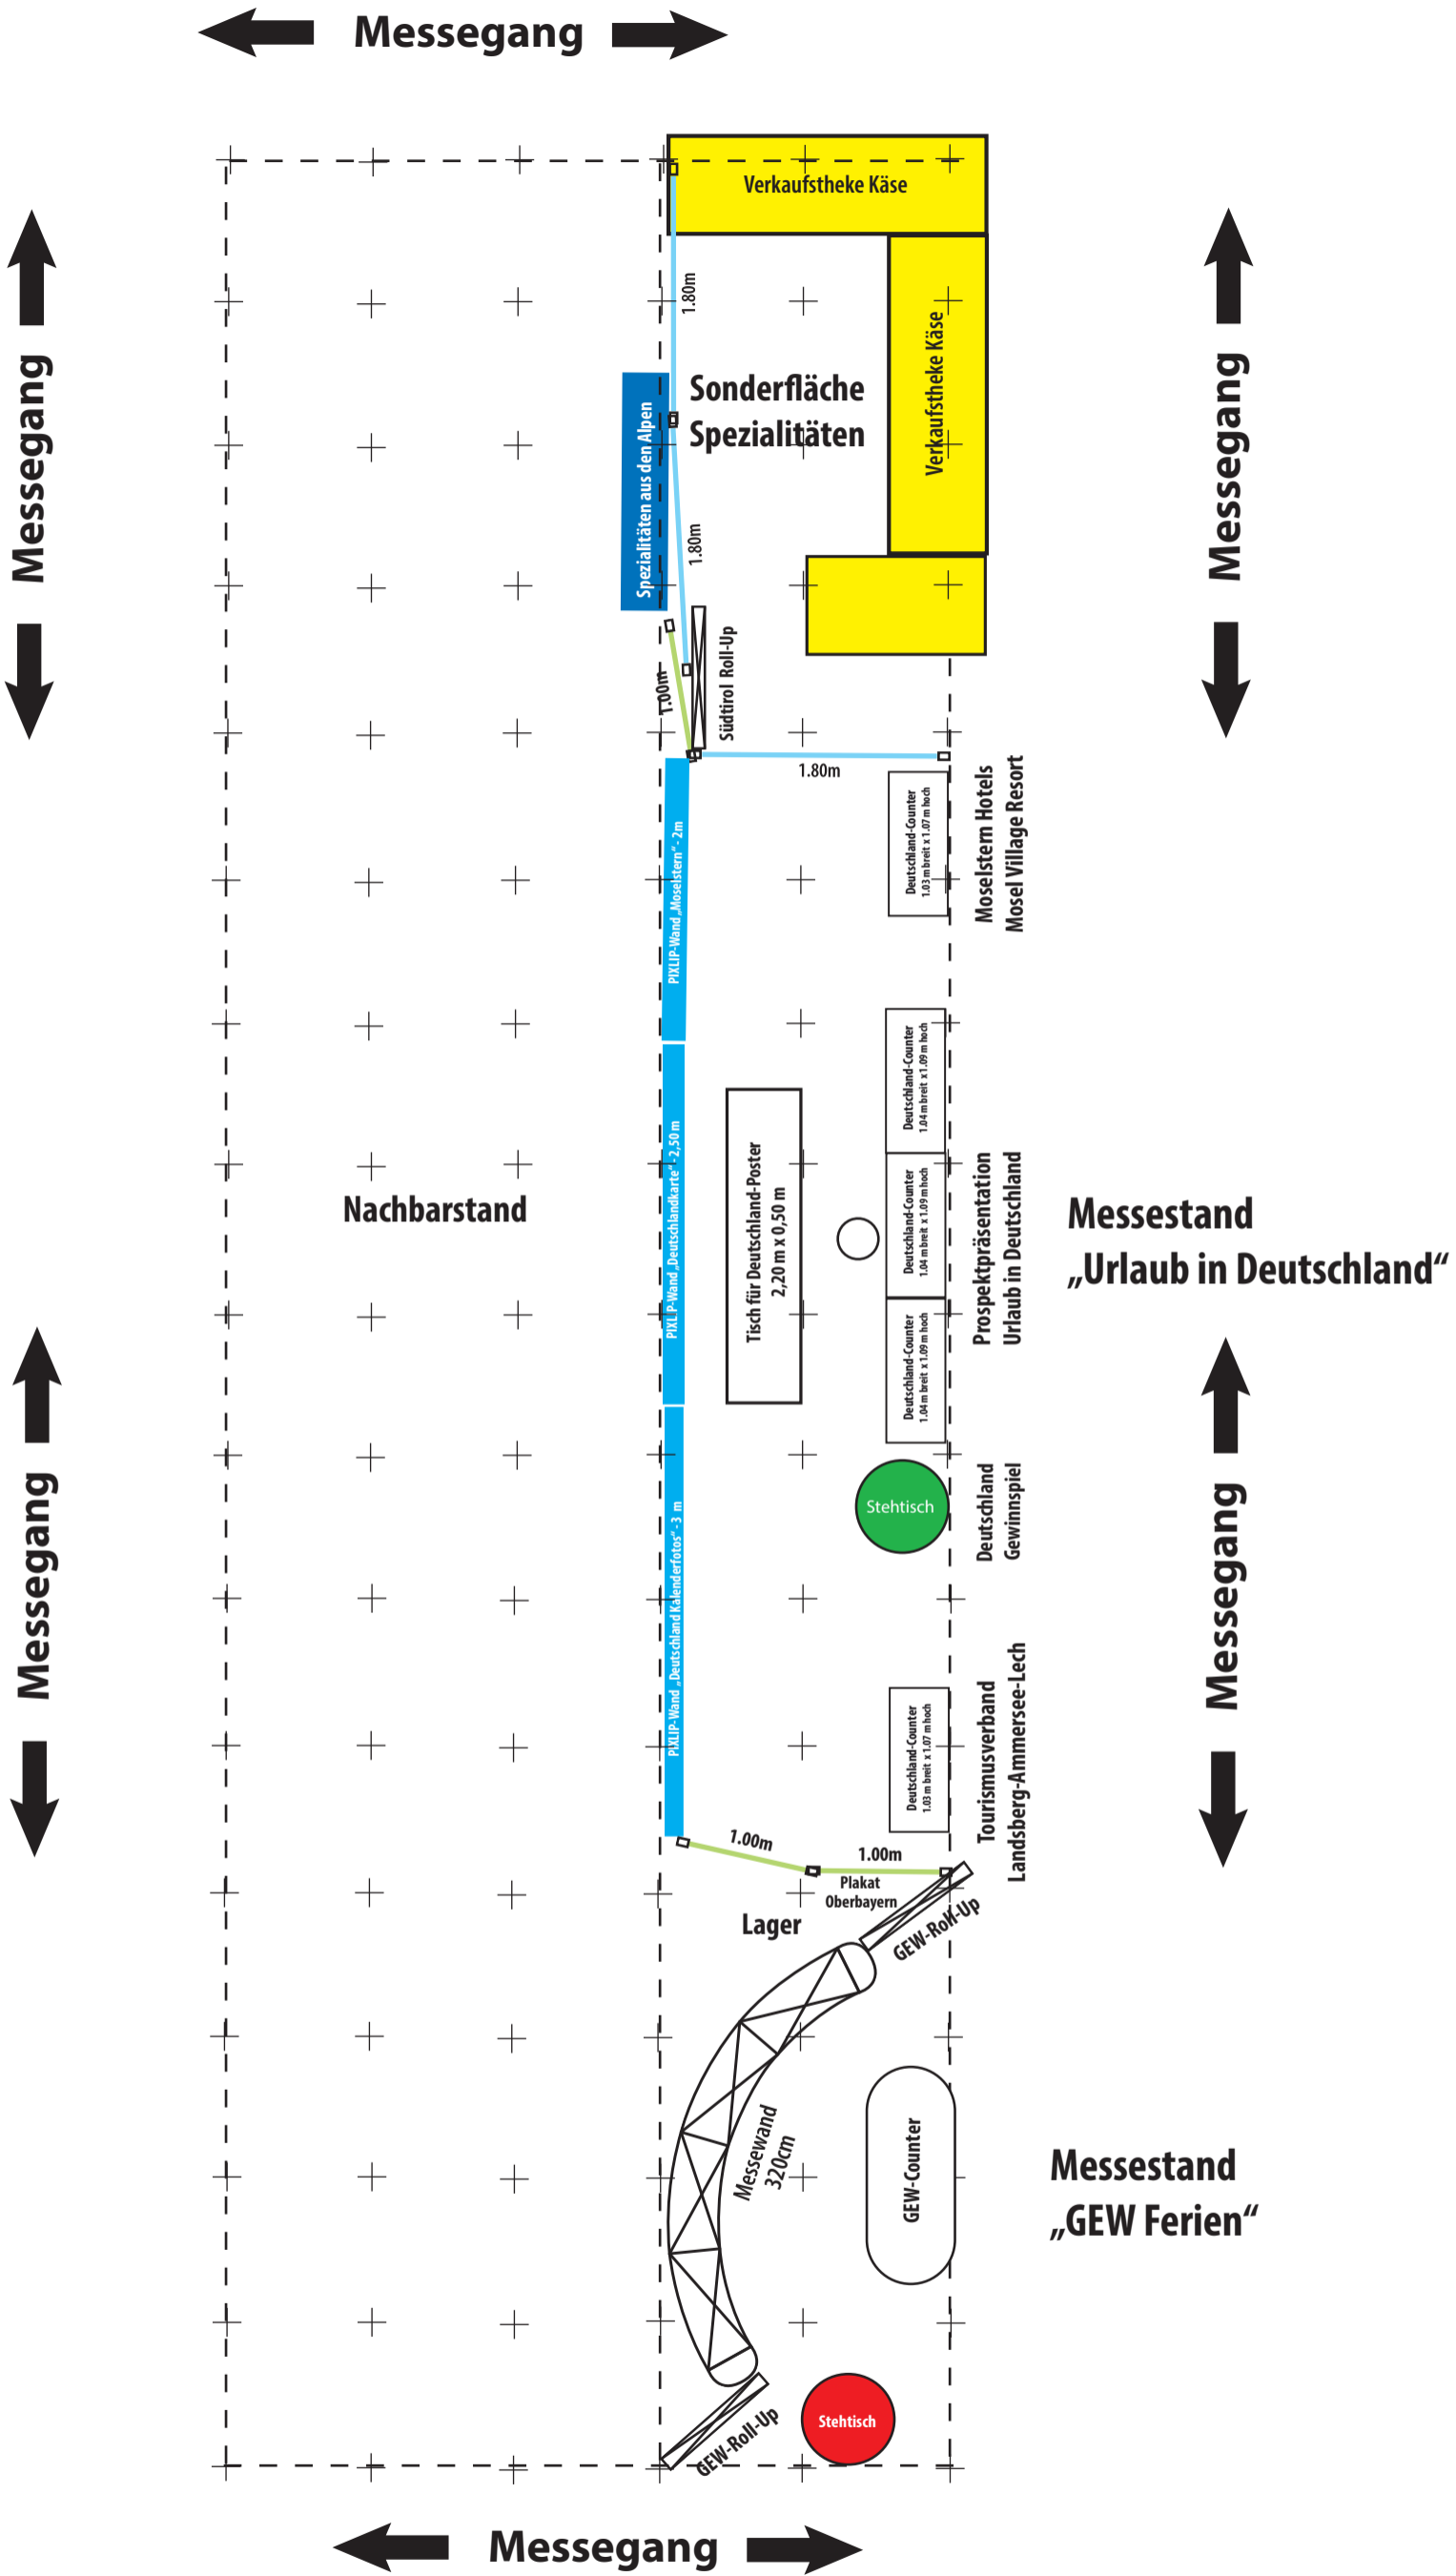 Messegang
Verkaufstheke Käse
1.80m
Messegang
Messegang
Verkaufstheke Käse
Sonderfläche
Spezialitäten
Spezialitäten aus den Alpen
1.80m
1.00m
Südtirol Roll-Up
1.80m
Moselstern Hotels
Mosel Village Resort
Deutschland-Counter
1.03 m breit x 1.07 m hoch
PIXLIP-Wand „Moselstern“ - 2m
Deutschland-Counter
1.04 m breit x 1.09 m hoch
PIXLIP-Wand „Deutschlandkarte“ - 2,50 m
Tisch für Deutschland-Poster
2,20 m x 0,50 m
Deutschland-Counter
1.04 m breit x 1.09 m hoch
Prospektpräsentation
Urlaub in Deutschland
Nachbarstand
Messestand
„Urlaub in Deutschland“
Deutschland-Counter
1.04 m breit x 1.09 m hoch
Stehtisch
Deutschland
Gewinnspiel
Messegang
Messegang
PIXLIP-Wand „Deutschland Kalenderfotos“ - 3 m
Deutschland-Counter
1.03 m breit x 1.07 m hoch
Tourismusverband
Landsberg-Ammersee-Lech
1.00m
1.00m
Plakat
Oberbayern
Lager
GEW-Roll-Up
Messewand
320cm
GEW-Counter
Messestand
„GEW Ferien“
Stehtisch
GEW-Roll-Up
Messegang